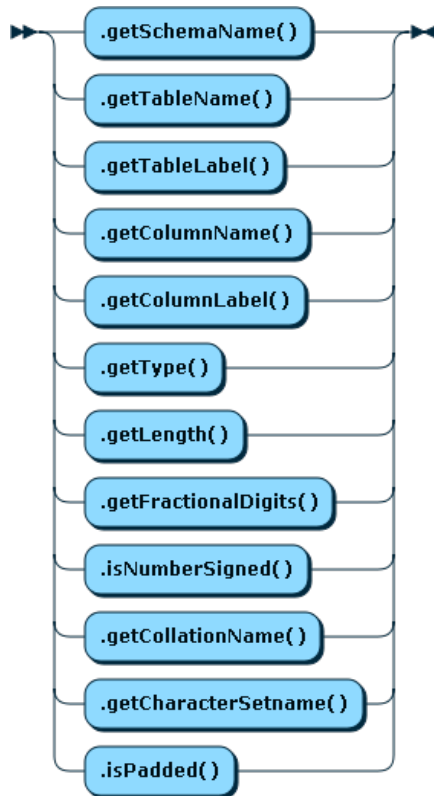 .getSchemaName()
.getTableName()
.getTableLabel()
.getColumnName()
.getColumnLabel()
.getType()
.getLength()
.getFractionalDigits()
.isNumberSigned()
.getCollationName()
.getCharacterSetname()
.isPadded()